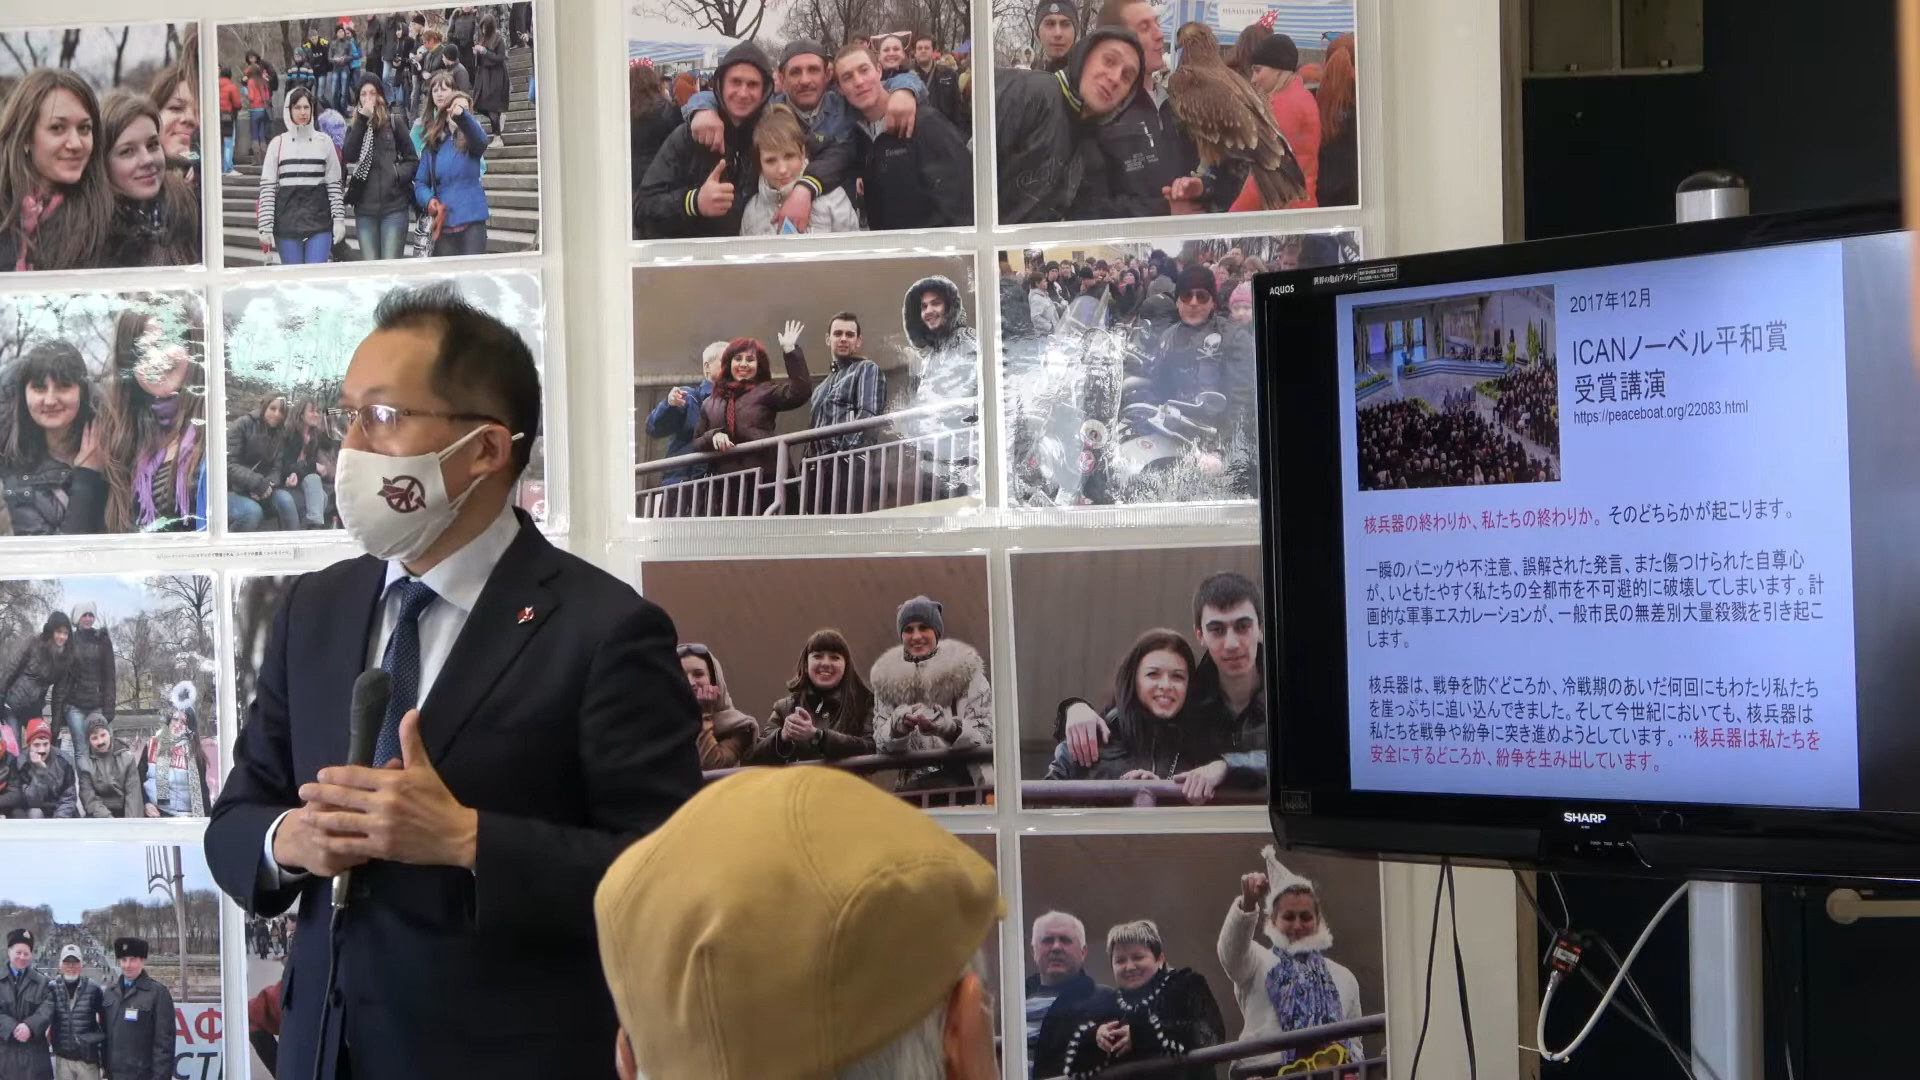 AQUOS
世界の亀山ブランド
2017年12月
ICANノーベル平和賞
受賞講演
https://peaceboat.org/22083.html
核兵器の終わりか、私たちの終わりか。そのどちらかが起こります。
一瞬のパニックや不注意、誤解された発言、また傷つけられた自尊心
が、いともたやすく私たちの全都市を不可避的に破壊してしまいます。計
画的な軍事エスカレーションが、一般市民の無差別大量殺戮を引き起こ
します。
核兵器は、戦争を防ぐどころか、冷戦期のあいだ何回にもわたり私たち
を崖っぷちに追い込んできました。そして今世紀においても、核兵器は
私たちを戦争や紛争に突き進めようとしています。…核兵器は私たちを
安全にするどころか、紛争を生み出しています。
SHARP
АФ
СТ